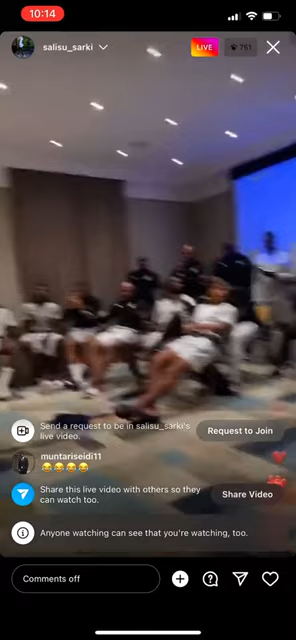 10:14
salisu_sarki
LIVE
751
Send a request to be in salisu_sarki's
live video.
Request to Join
muntariseidi11
😂😂😂😂
Share this live video with others so they
can watch too.
Share Video
Anyone watching can see that you're watching, too.
Comments off